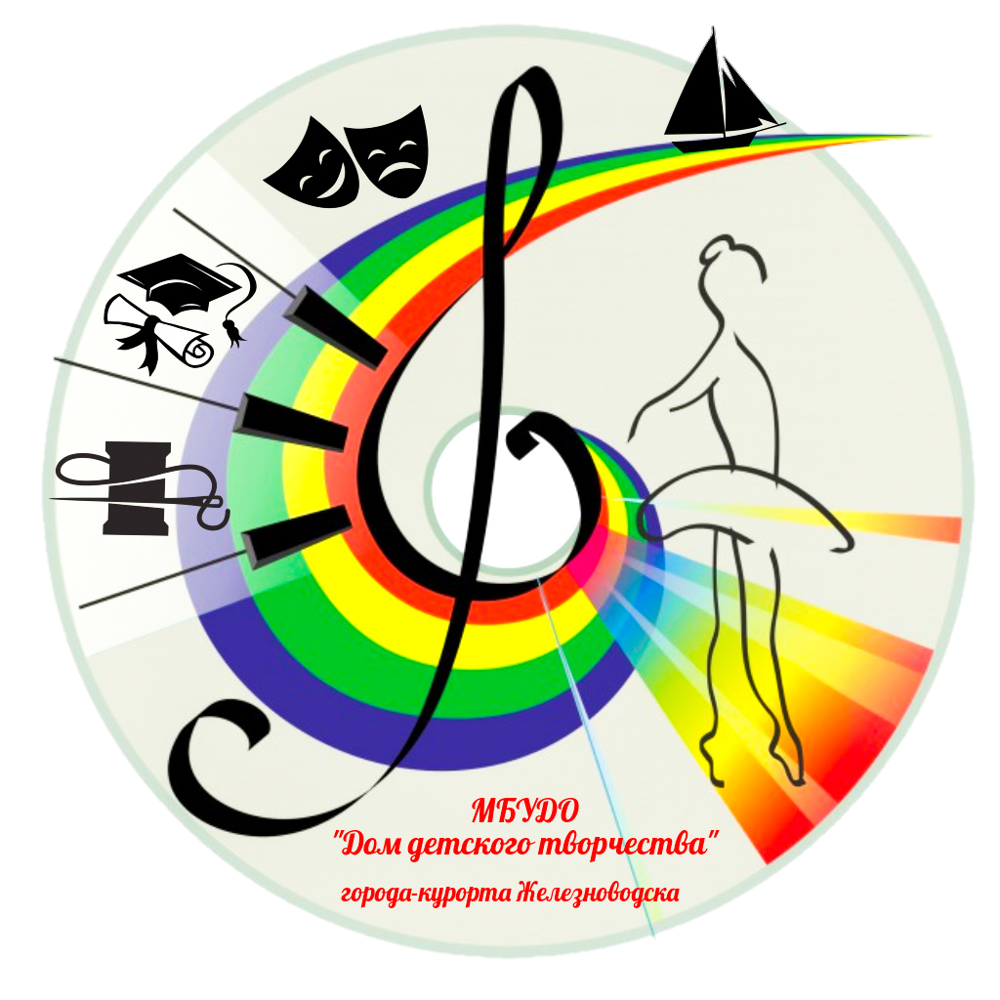 МБУДО
"Дом детского творчества"
города-курорта Железноводска